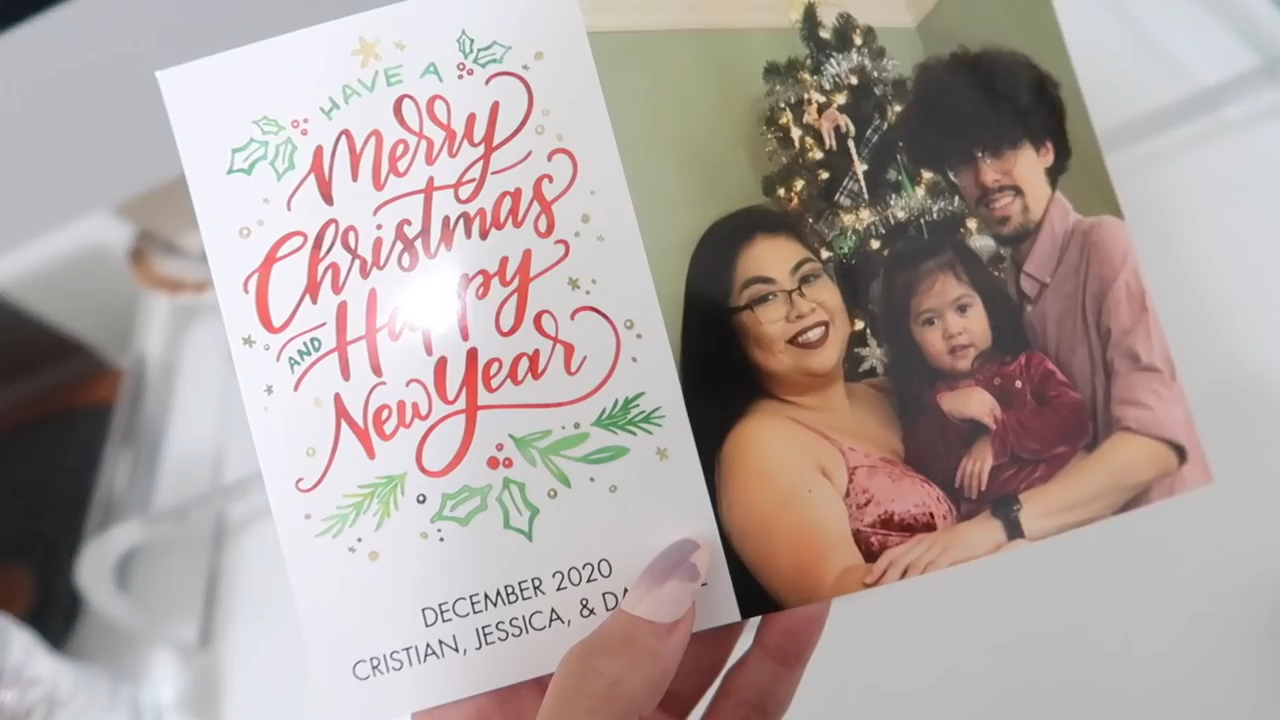 HAVE A
Merry
Christmas
AND Happy
New Year
DECEMBER 2020
CRISTIAN, JESSICA, &